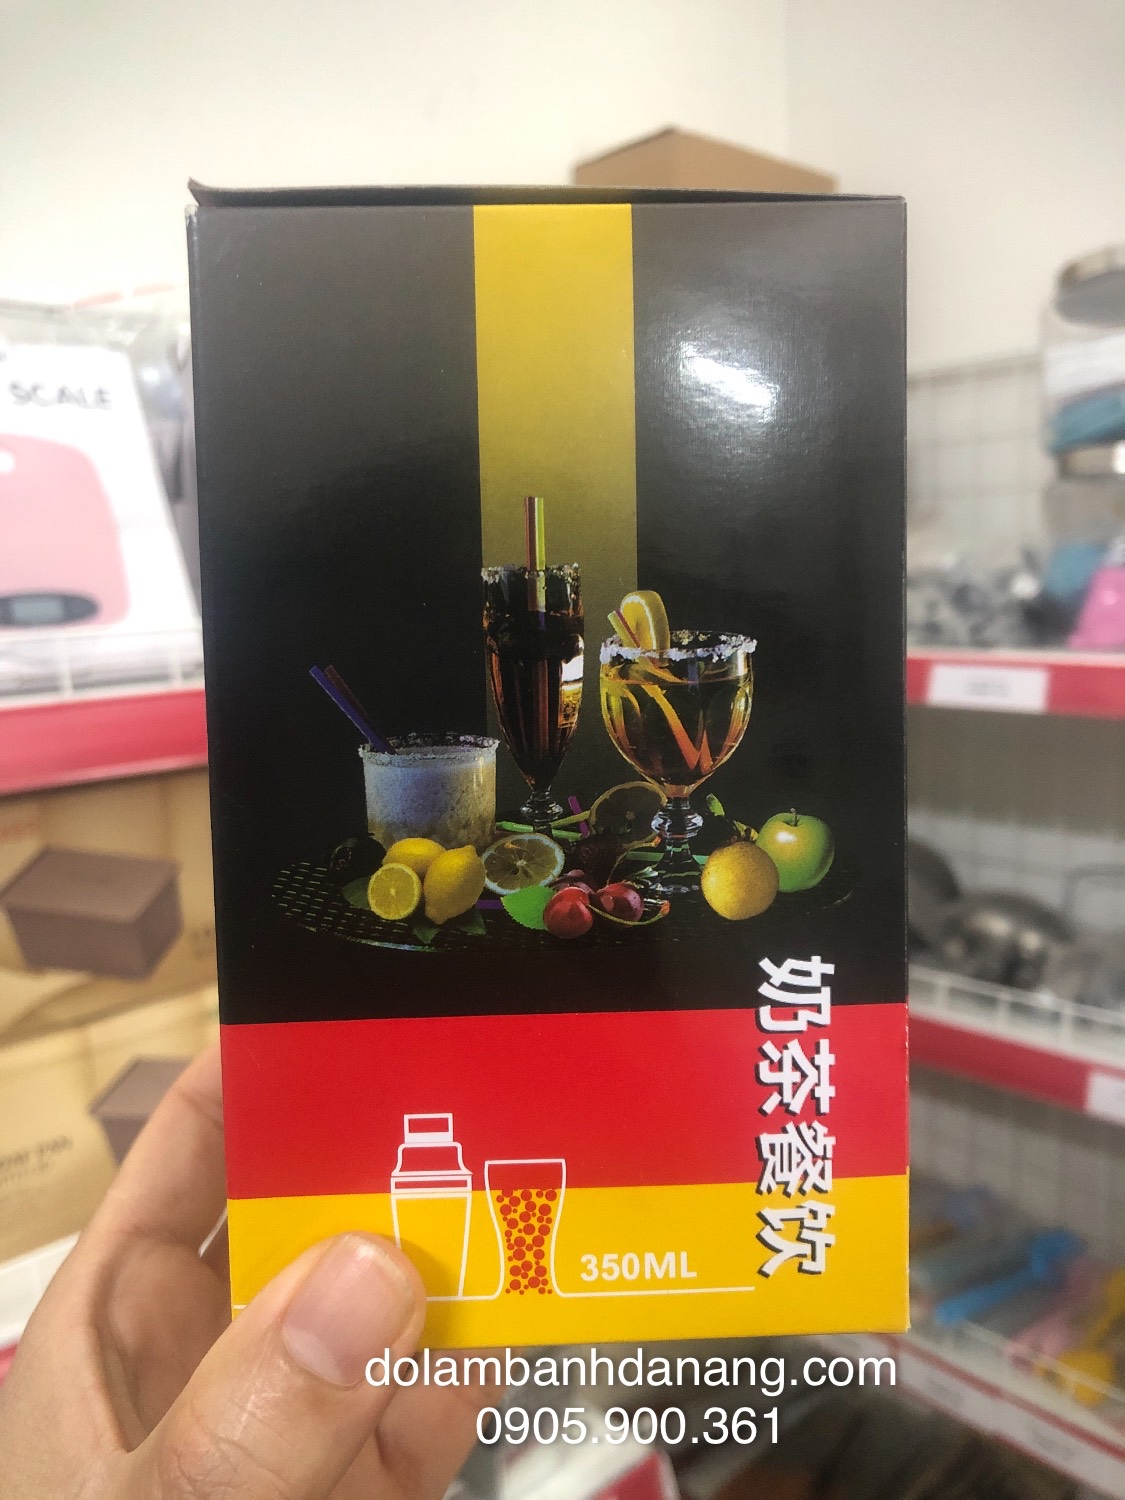 SCALE
奶茶餐饮
350ML
dolambanhdanang.com
0905.900.361